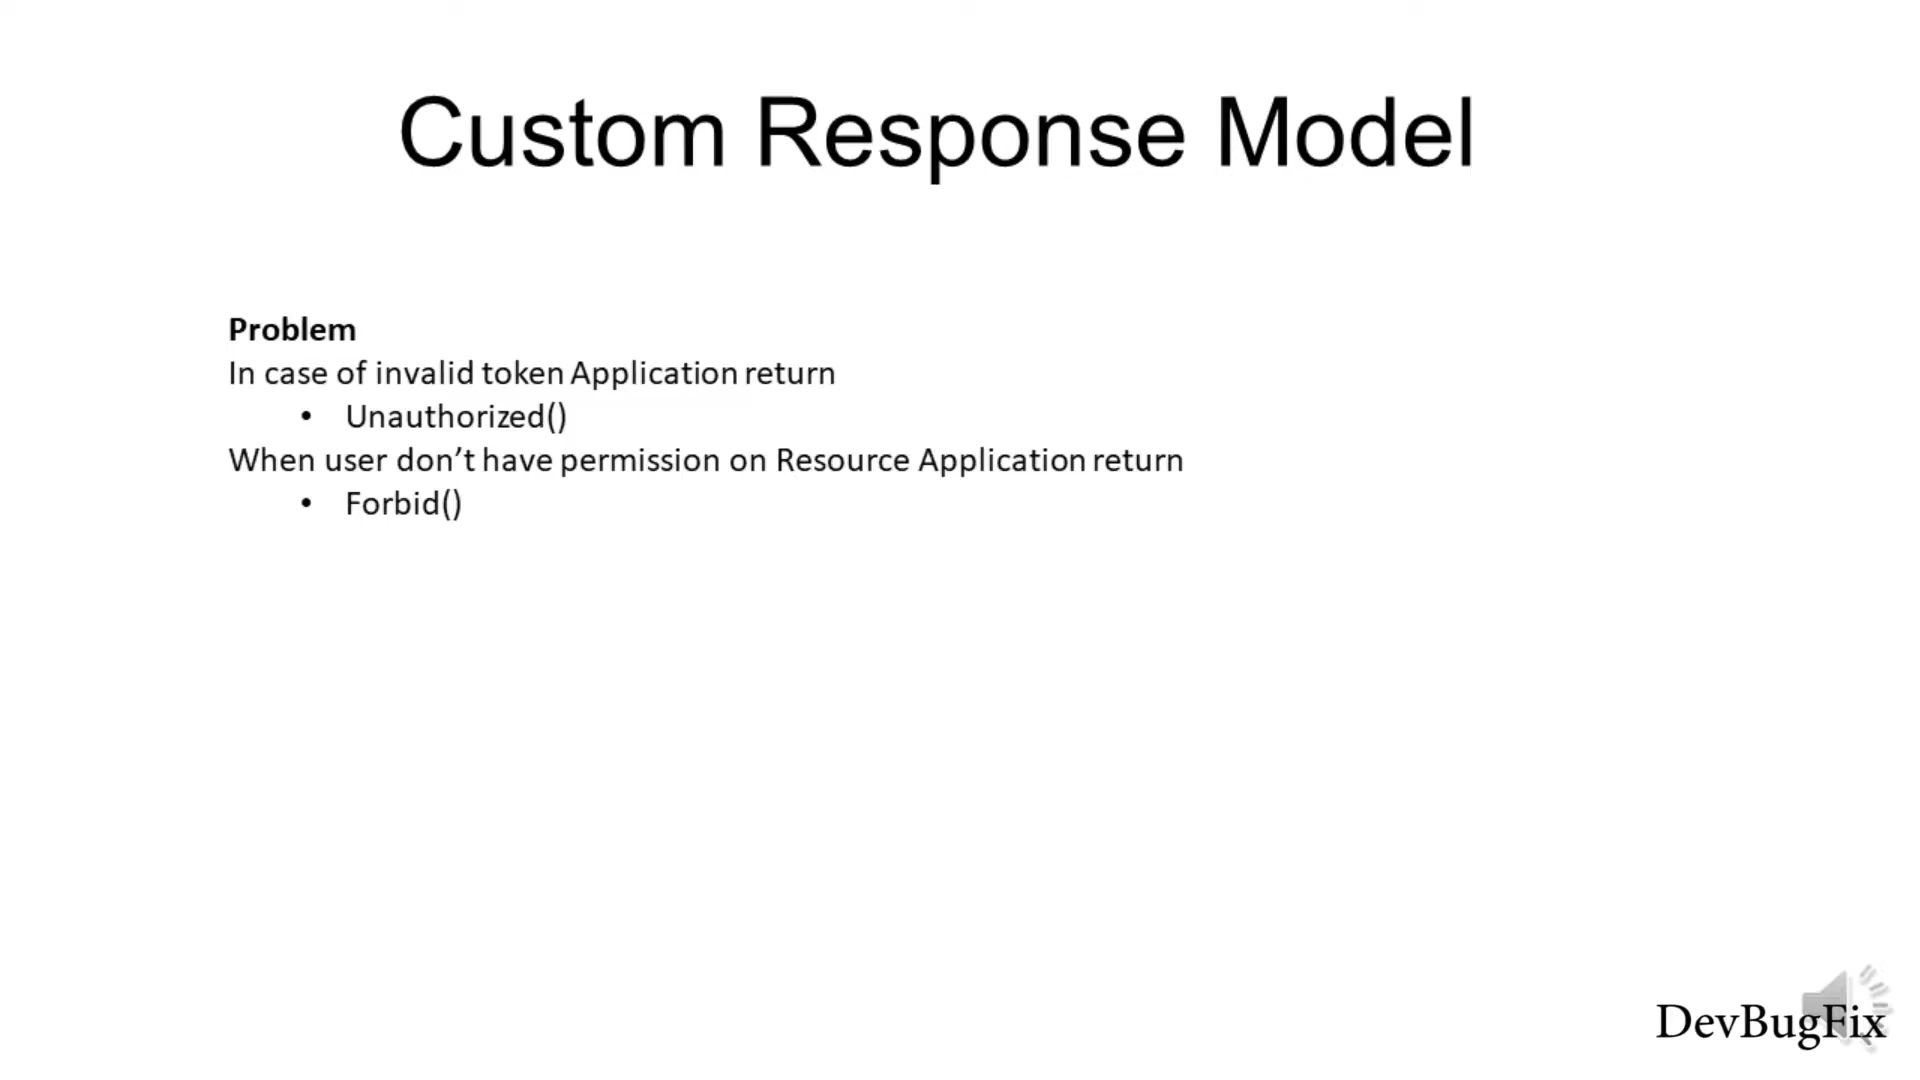 Custom Response Model
Problem
In case of invalid token Application return
• Unauthorized()
When user don’t have permission on Resource Application return
• Forbid()
DevBugFix